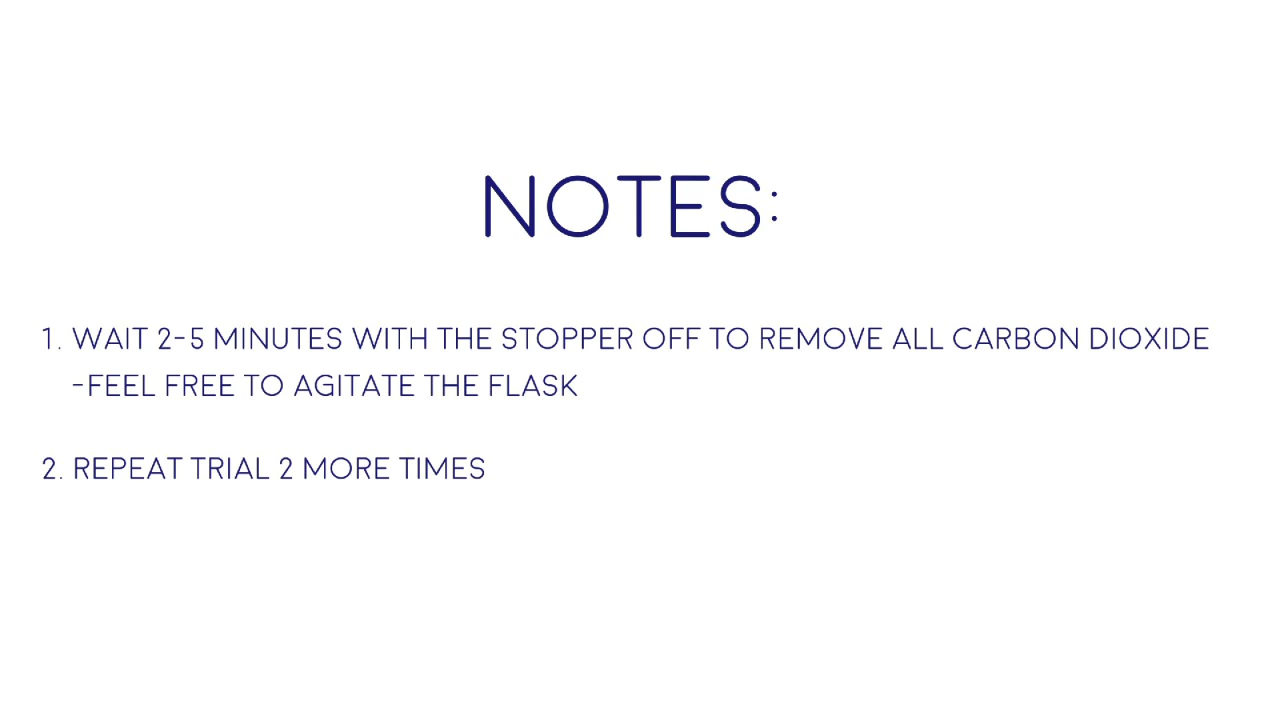 NOTES:
1. WAIT 2-5 MINUTES WITH THE STOPPER OFF TO REMOVE ALL CARBON DIOXIDE
-FEEL FREE TO AGITATE THE FLASK
2. REPEAT TRIAL 2 MORE TIMES